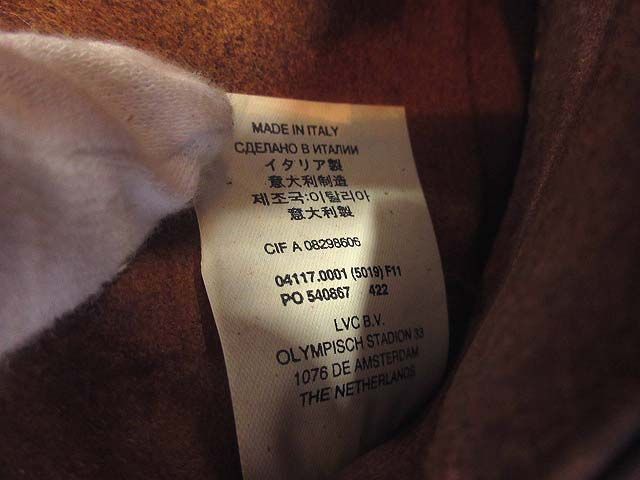 MADE IN ITALY
СДЕЛАНО В ИТАЛИИ
イタリア製
意大利制造
제조국:이탈리아
意大利製
CIF A 08298606
04117.0001 (5019) F11
PO 540867 422
LVC B.V.
OLYMPISCH STADION 33
1076 DE AMSTERDAM
THE NETHERLANDS